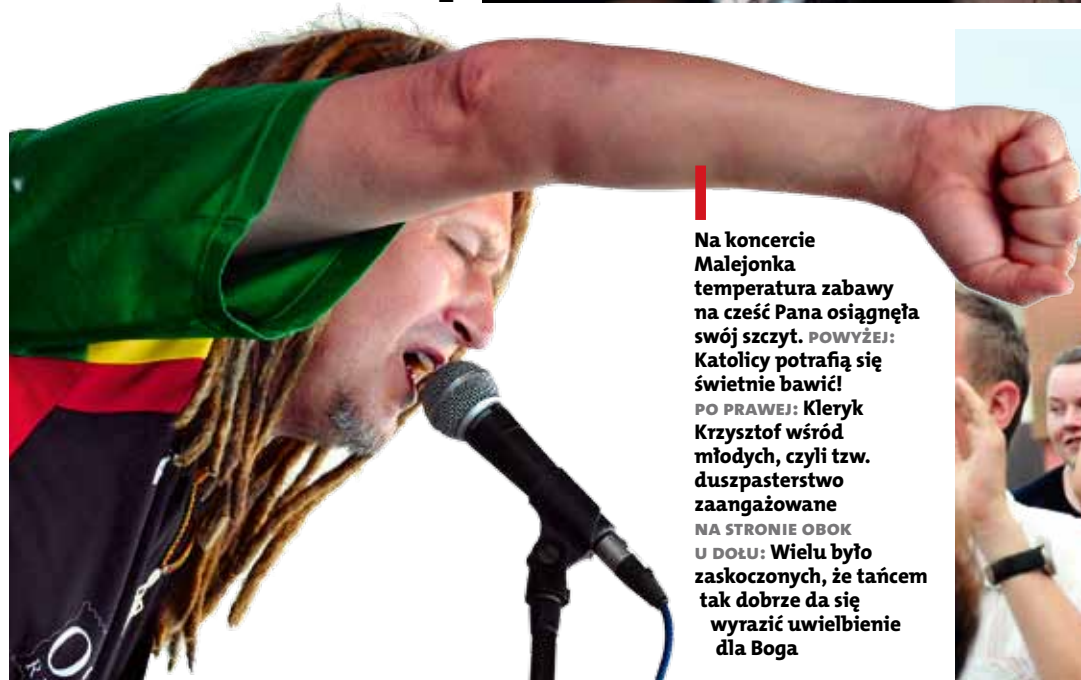 Na koncercie
Malejonka
temperatura zabawy
na cześć Pana osiągnęła
swój szczyt. POWYŻEJ:
Katolicy potrafią się
świetnie bawić!
PO PRAWEJ: Kleryk
Krzysztof wśród
młodych, czyli tzw.
duszpasterstwo
zaangażowane
NA STRONIE OBOK
U DOŁU: Wielu było
zaskoczonych, że tańcem
tak dobrze da się
wyrazić uwielbienie
dla Boga